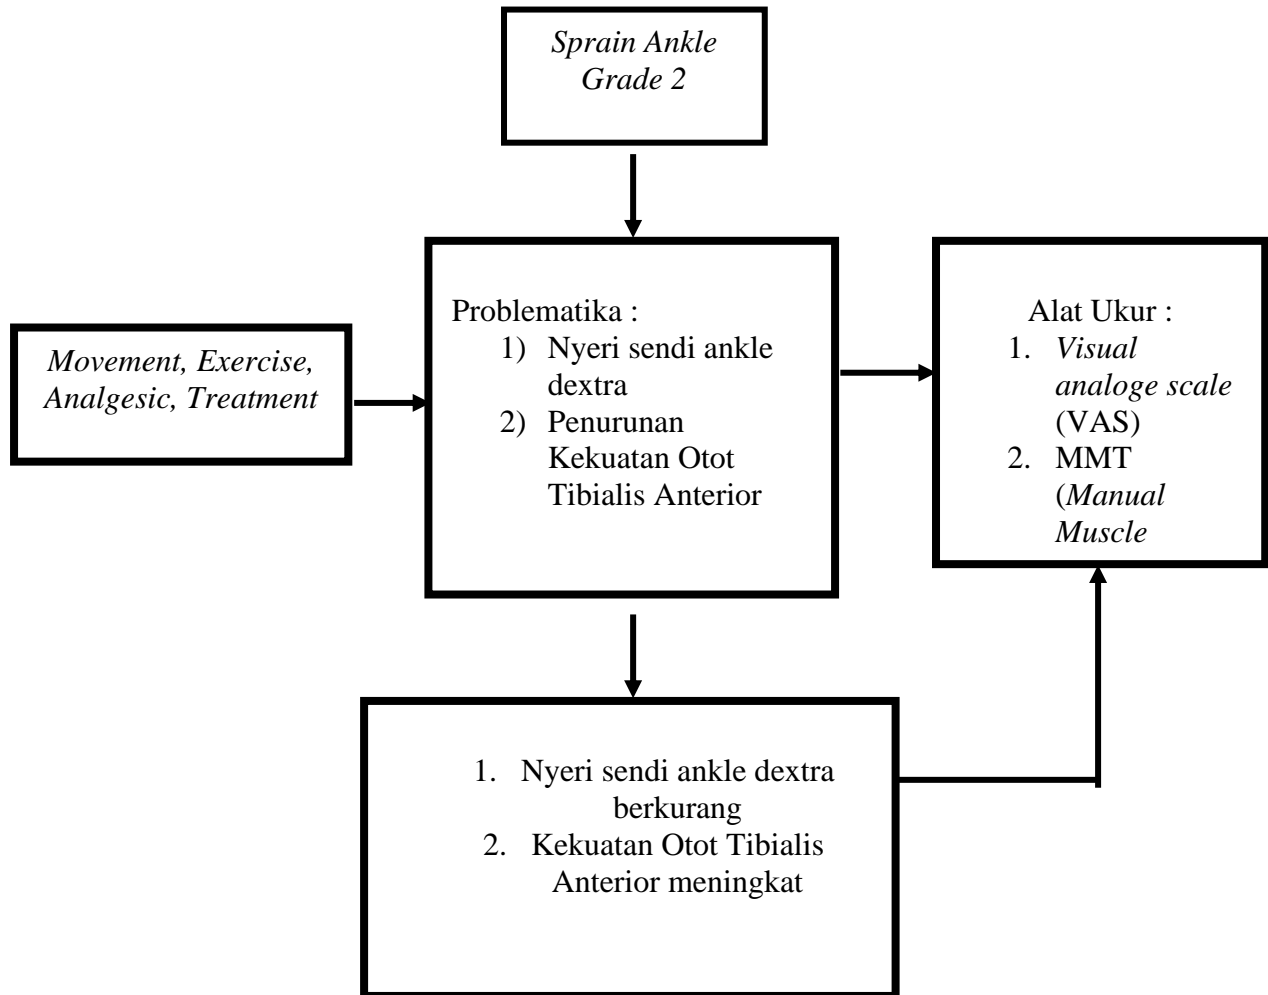 Sprain Ankle
Grade 2
Movement, Exercise,
Analgesic, Treatment
Problematika :
1) Nyeri sendi ankle
dextra
2) Penurunan
Kekuatan Otot
Tibialis Anterior
Alat Ukur :
1. Visual
analoge scale
(VAS)
2. MMT
(Manual
Muscle
1. Nyeri sendi ankle dextra
berkurang
2. Kekuatan Otot Tibialis
Anterior meningkat